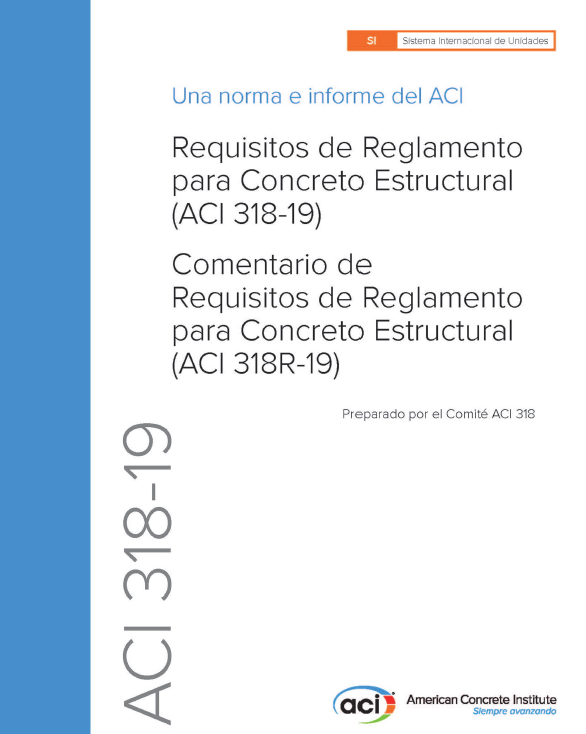 SI Sistema Internacional de Unidades
Una norma e informe del ACI
Requisitos de Reglamento
para Concreto Estructural
(ACI 318-19)
Comentario de
Requisitos de Reglamento
para Concreto Estructural
(ACI 318R-19)
Preparado por el Comité ACI 318
ACI 318-19
aci American Concrete Institute
Siempre avanzando